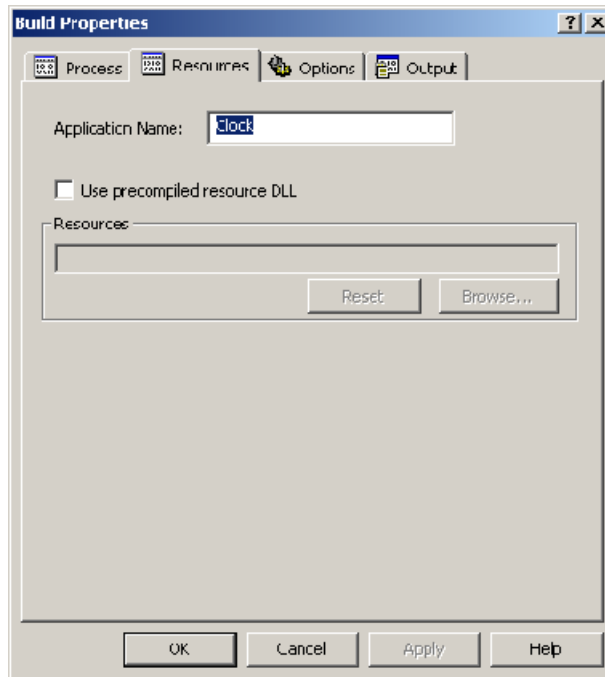 Build Properties
Process Resources Options Output
Application Name: Clock
Use precompiled resource DLL
Resources
Reset Browse...
OK Cancel Apply Help